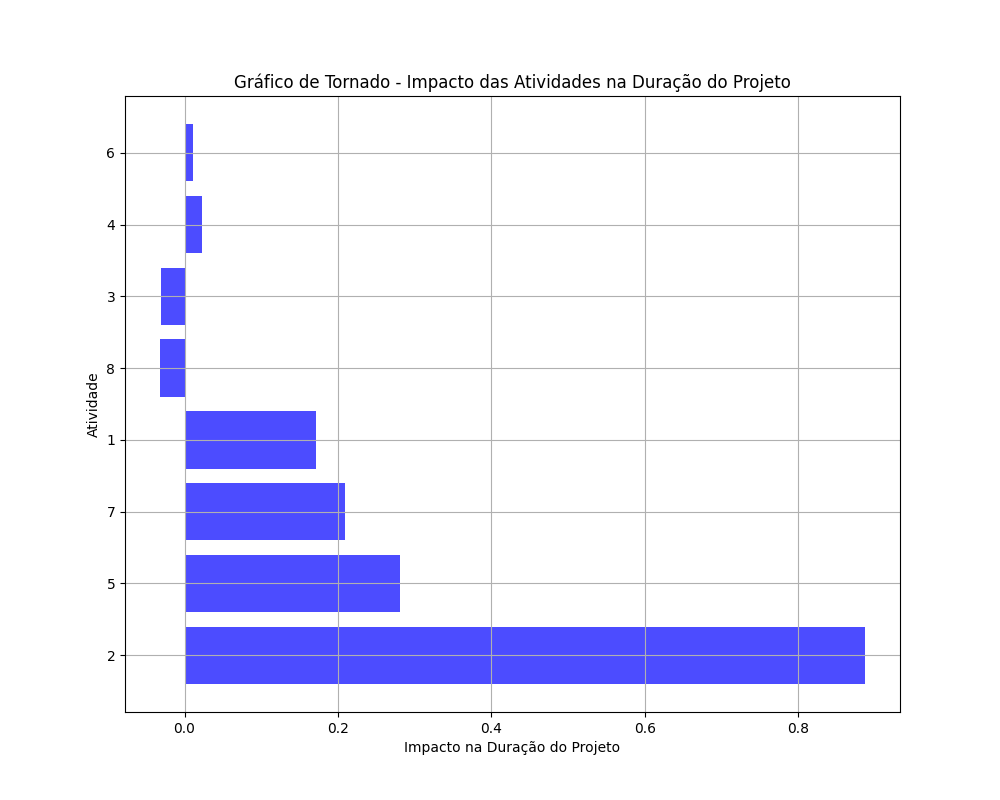 Gráfico de Tornado - Impacto das Atividades na Duração do Projeto
6
4
3
8
1
7
5
2
Atividade
0.0 0.2 0.4 0.6 0.8
Impacto na Duração do Projeto